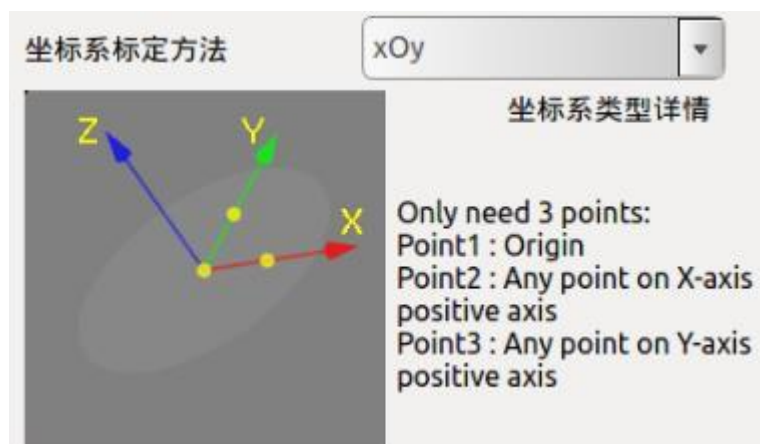 坐标系标定方法
xOy
坐标系类型详情
Z
Y
X
Only need 3 points:
Point1 : Origin
Point2 : Any point on X-axis
positive axis
Point3 : Any point on Y-axis
positive axis